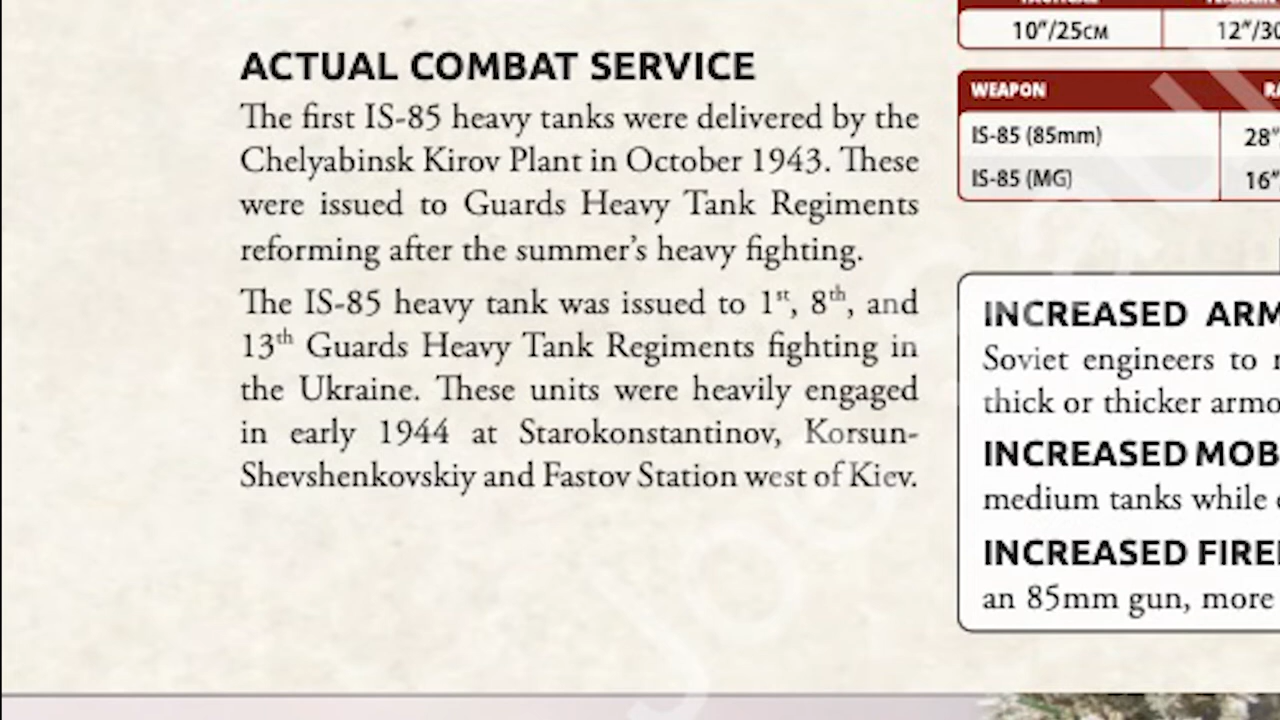 ACTUAL COMBAT SERVICE
The first IS-85 heavy tanks were delivered by the
Chelyabinsk Kirov Plant in October 1943. These
were issued to Guards Heavy Tank Regiments
reforming after the summer's heavy fighting.
The IS-85 heavy tank was issued to 1st, 8th, and
13th Guards Heavy Tank Regiments fighting in
the Ukraine. These units were heavily engaged
in early 1944 at Starokonstantinov, Korsun-
Shevshenkovskiy and Fastov Station west of Kiev.
10"/25CM 12"/30
WEAPON
IS-85 (85mm) 28"
IS-85 (MG) 16"
INCREASED ARM
Soviet engineers to
thick or thicker armo
INCREASED MOB
medium tanks while
INCREASED FIRE
an 85mm gun, more